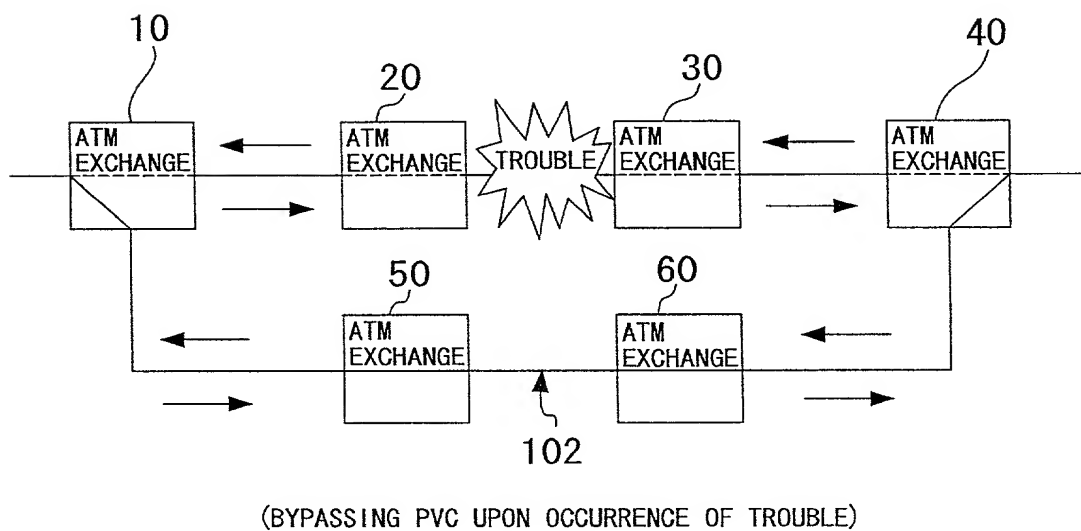 10
20
30
40
ATM
EXCHANGE
ATM
EXCHANGE
TROUBLE
ATM
EXCHANGE
ATM
EXCHANGE
50
60
ATM
EXCHANGE
ATM
EXCHANGE
102
(BYPASSING PVC UPON OCCURRENCE OF TROUBLE)